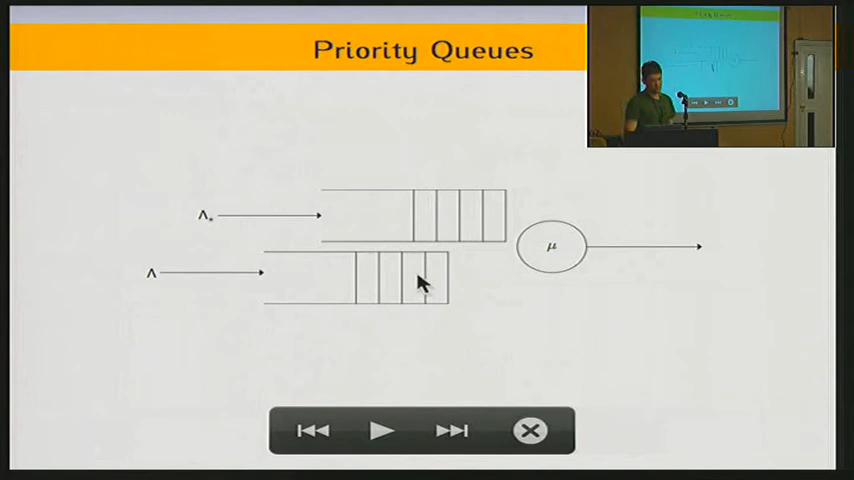 Priority Queues
Λ*
μ
Λ